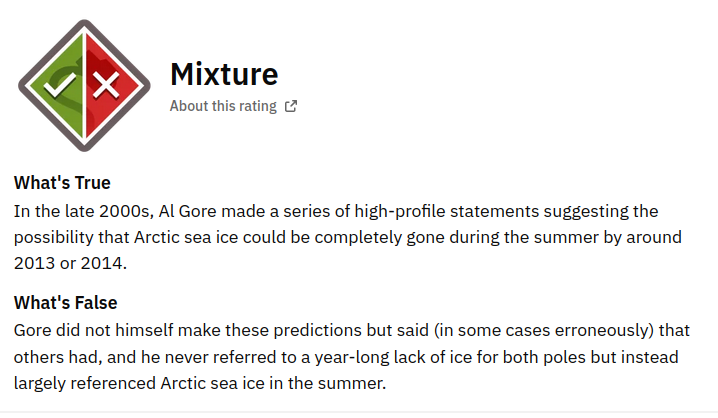 Mixture
About this rating
What's True
In the late 2000s, Al Gore made a series of high-profile statements suggesting the
possibility that Arctic sea ice could be completely gone during the summer by around
2013 or 2014.
What's False
Gore did not himself make these predictions but said (in some cases erroneously) that
others had, and he never referred to a year-long lack of ice for both poles but instead
largely referenced Arctic sea ice in the summer.